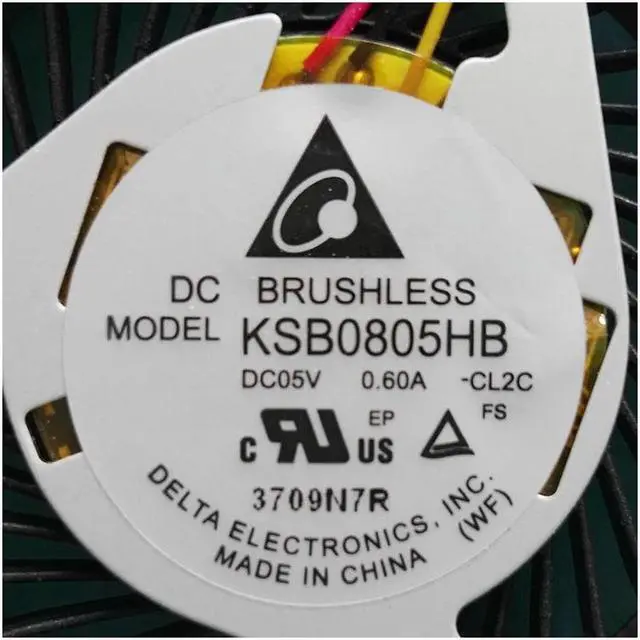 DC BRUSHLESS
MODEL KSB0805HB
DC05V 0.60A -CL2C
EP FS
C RU US
3709N7R
DELTA ELECTRONICS, INC.
(WF)
MADE IN CHINA